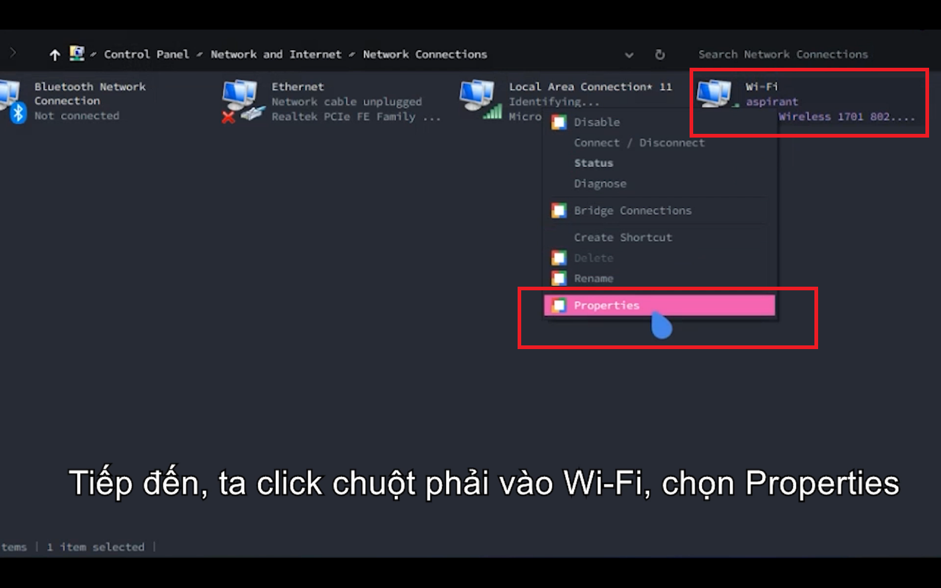 Control Panel
Network and Internet
Network Connections
Search Network Connections
Bluetooth Network
Connection
Not connected
Ethernet
Network cable unplugged
Realtek PCIe FE Family ...
Local Area Connection* 11
Identifying...
Micro
Wi-Fi
aspirant
Wireless 1701 802....
Disable
Connect / Disconnect
Status
Diagnose
Bridge Connections
Create Shortcut
Delete
Rename
Properties
Tiếp đến, ta click chuột phải vào Wi-Fi, chọn Properties
tems | 1 item selected |